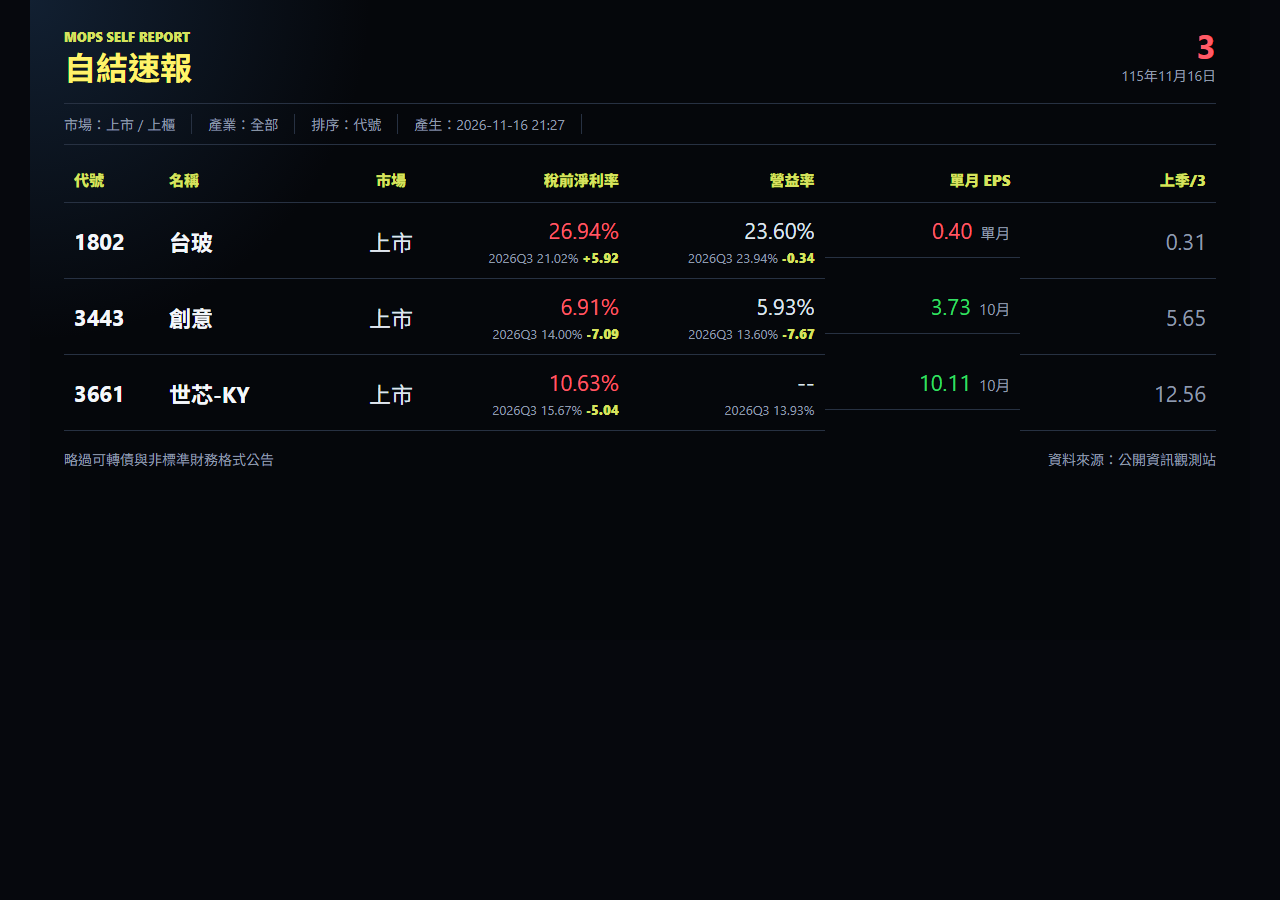 MOPS SELF REPORT
自結速報
3
115年11月16日
市場：上市 / 上櫃 產業：全部 排序：代號 產生：2026-11-16 21:27
代號 名稱 市場 稅前淨利率 營益率 單月 EPS 上季/3
1802 台玻 上市 26.94% 23.60% 0.40 單月 0.31
2026Q3 21.02% +5.92 2026Q3 23.94% -0.34
3443 創意 上市 6.91% 5.93% 3.73 10月 5.65
2026Q3 14.00% -7.09 2026Q3 13.60% -7.67
3661 世芯-KY 上市 10.63% -- 10.11 10月 12.56
2026Q3 15.67% -5.04 2026Q3 13.93%
略過可轉債與非標準財務格式公告 資料來源：公開資訊觀測站